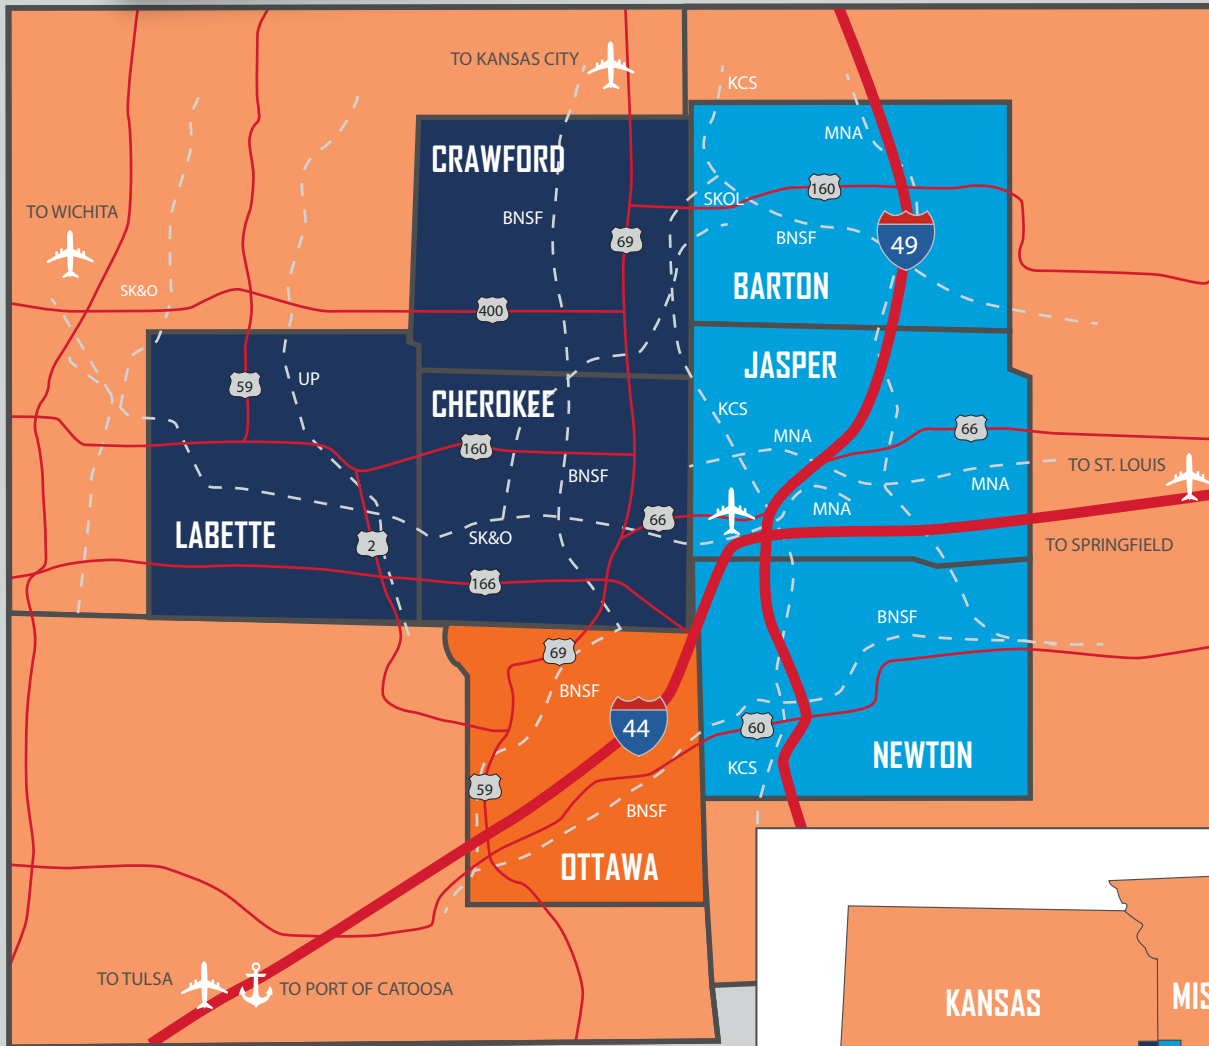 TO KANSAS CITY
KCS
MNA
CRAWFORD
160
SKOL
TO WICHITA
BNSF
69
BNSF
49
SK&O
BARTON
400
JASPER
59
UP
CHEROKEE
KCS
66
MNA
160
TO ST. LOUIS
BNSF
MNA
MNA
66
LABETTE
SK&O
2
TO SPRINGFIELD
166
BNSF
69
BNSF
44
60
NEWTON
KCS
59
BNSF
OTTAWA
TO TULSA
TO PORT OF CATOOSA
KANSAS
MIS